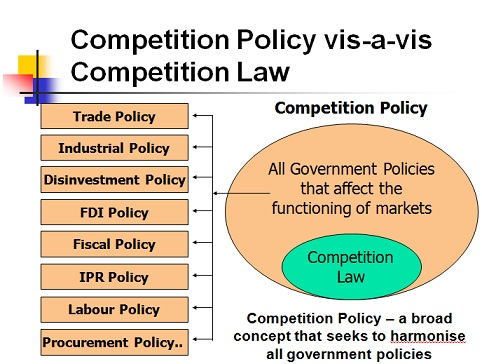 Competition Policy vis-a-vis
Competition Law
Trade Policy
Industrial Policy
Disinvestment Policy
FDI Policy
Fiscal Policy
IPR Policy
Labour Policy
Procurement Policy..
Competition Policy
All Government Policies
that affect the
functioning of markets
Competition
Law
Competition Policy – a broad
concept that seeks to harmonise
all government policies